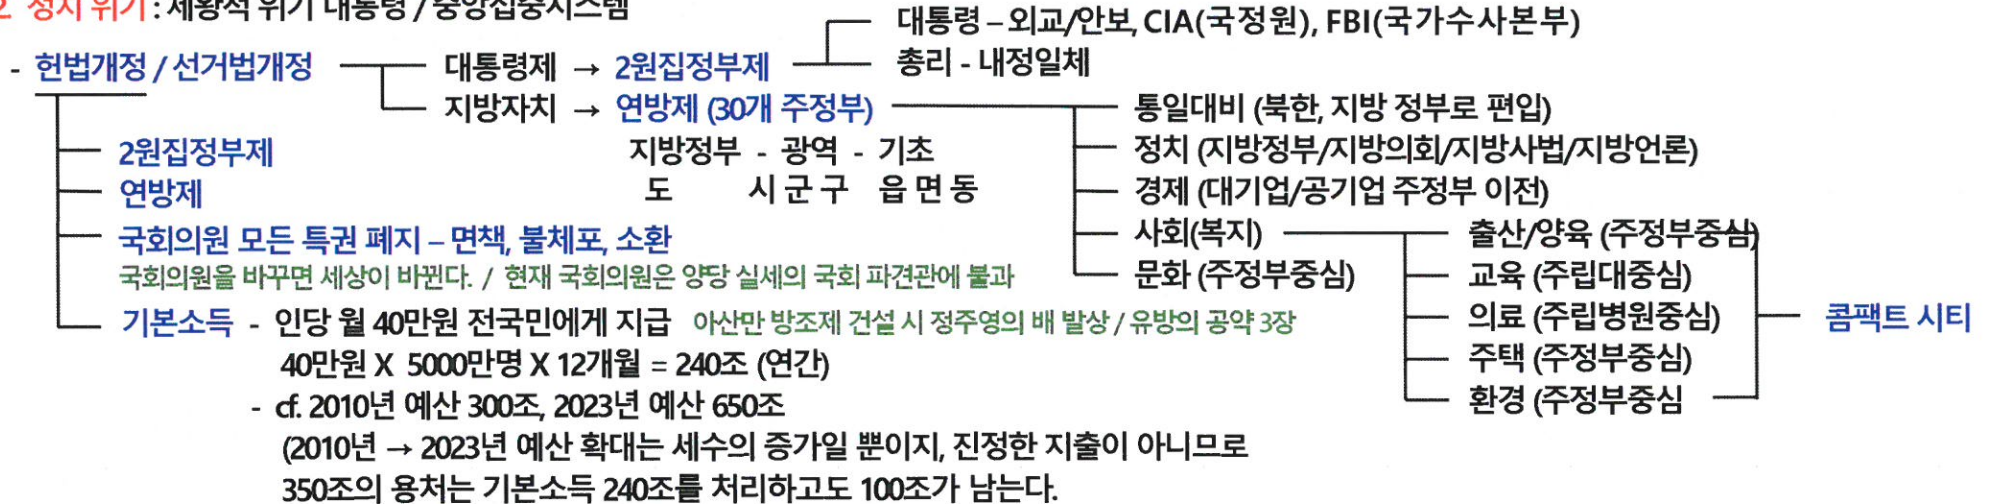 2 정치 위기 : 제왕적 위기 대통령 / 중앙집중시스템
- 헌법개정 / 선거법개정
대통령제 → 2원집정부제
대통령 – 외교/안보, CIA(국정원), FBI(국가수사본부)
총리 - 내정일체
지방자치 → 연방제 (30개 주정부)
지방정부 - 광역 - 기초
도 시 군 구 읍 면 동
통일대비 (북한, 지방 정부로 편입)
정치 (지방정부/지방의회/지방사법/지방언론)
경제 (대기업/공기업 주정부 이전)
사회(복지)
문화 (주정부중심)
출산/양육 (주정부중심)
교육 (주립대중심)
의료 (주립병원중심)
주택 (주정부중심)
환경 (주정부중심
콤팩트 시티
2원집정부제
연방제
국회의원 모든 특권 폐지 – 면책, 불체포, 소환
국회의원을 바꾸면 세상이 바뀐다. / 현재 국회의원은 양당 실세의 국회 파견관에 불과
기본소득 - 인당 월 40만원 전국민에게 지급 아산만 방조제 건설 시 정주영의 배 발상 / 유방의 공약 3장
40만원 X 5000만명 X 12개월 = 240조 (연간)
- cf. 2010년 예산 300조, 2023년 예산 650조
(2010년 → 2023년 예산 확대는 세수의 증가일 뿐이지, 진정한 지출이 아니므로
350조의 용처는 기본소득 240조를 처리하고도 100조가 남는다.